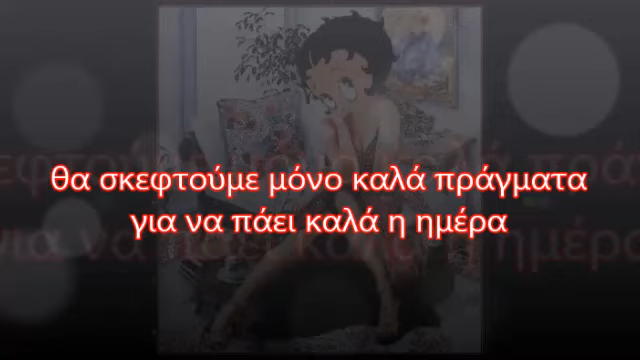 θα σκεφτούμε μόνο καλά πράγματα
για να πάει καλά η ημέρα